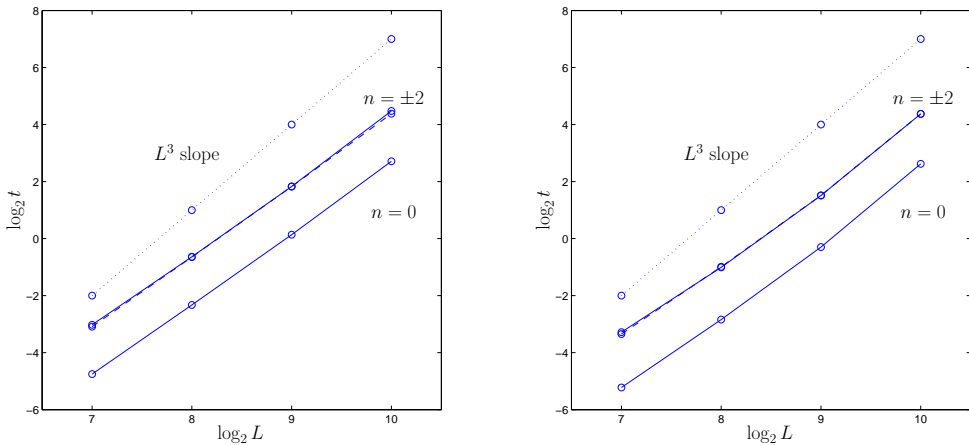 8
6
4
2
0
−2
−4
−6
log₂ t
n = ±2
L³ slope
n = 0
7
8
9
10
log₂ L
8
6
4
2
0
−2
−4
−6
log₂ t
n = ±2
L³ slope
n = 0
7
8
9
10
log₂ L